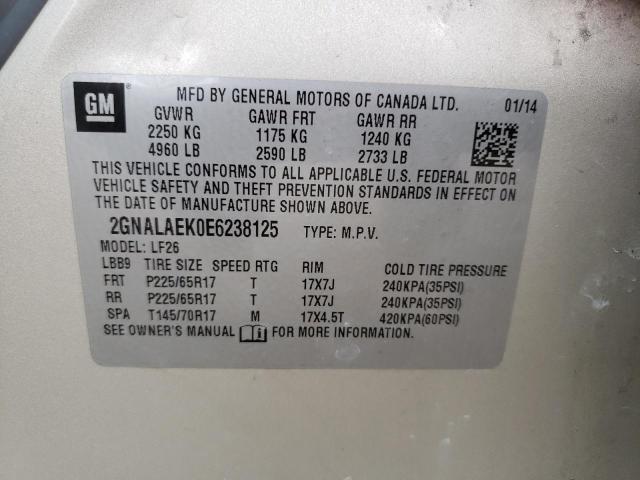 GM
MFD BY GENERAL MOTORS OF CANADA LTD. 01/14
GVWR GAWR FRT GAWR RR
2250 KG 1175 KG 1240 KG
4960 LB 2590 LB 2733 LB
THIS VEHICLE CONFORMS TO ALL APPLICABLE U.S. FEDERAL MOTOR
VEHICLE SAFETY AND THEFT PREVENTION STANDARDS IN EFFECT ON
THE DATE OF MANUFACTURE SHOWN ABOVE.
2GNALAEK0E6238125 TYPE: M.P.V.
MODEL: LF26
LBB9 TIRE SIZE SPEED RTG RIM COLD TIRE PRESSURE
FRT P225/65R17 T 17X7J 240KPA(35PSI)
RR P225/65R17 T 17X7J 240KPA(35PSI)
SPA T145/70R17 M 17X4.5T 420KPA(60PSI)
SEE OWNER'S MANUAL FOR MORE INFORMATION.